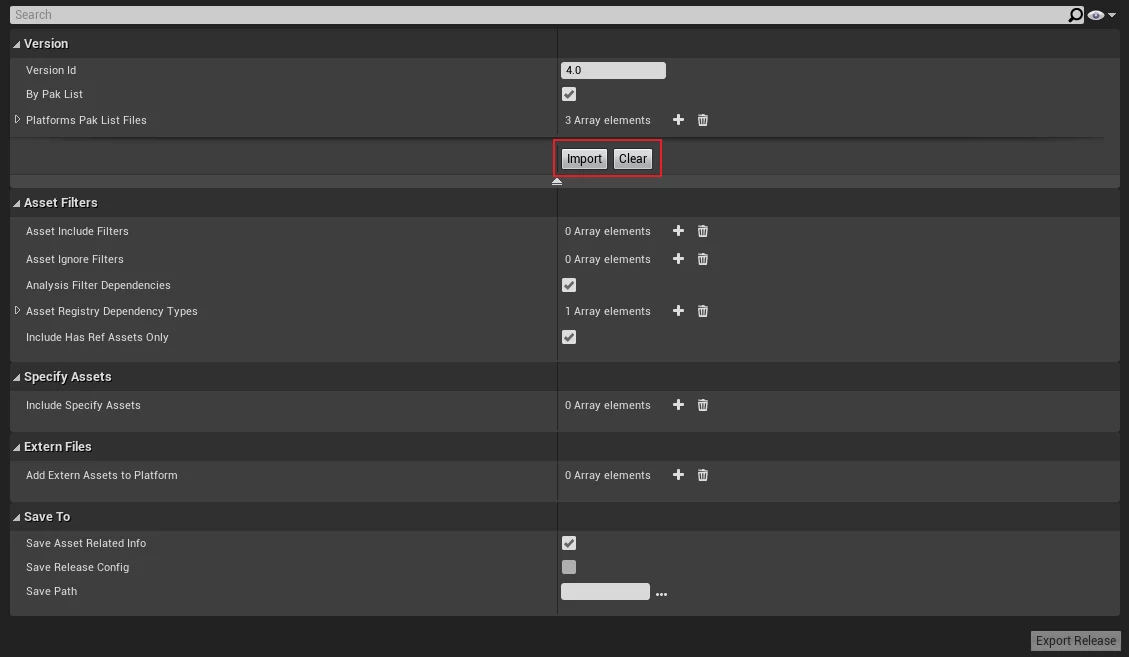 Search
Version
Version Id 4.0
By Pak List
Platforms Pak List Files 3 Array elements
Import Clear
Asset Filters
Asset Include Filters 0 Array elements
Asset Ignore Filters 0 Array elements
Analysis Filter Dependencies
Asset Registry Dependency Types 1 Array elements
Include Has Ref Assets Only
Specify Assets
Include Specify Assets 0 Array elements
Extern Files
Add Extern Assets to Platform 0 Array elements
Save To
Save Asset Related Info
Save Release Config
Save Path ...
Export Release